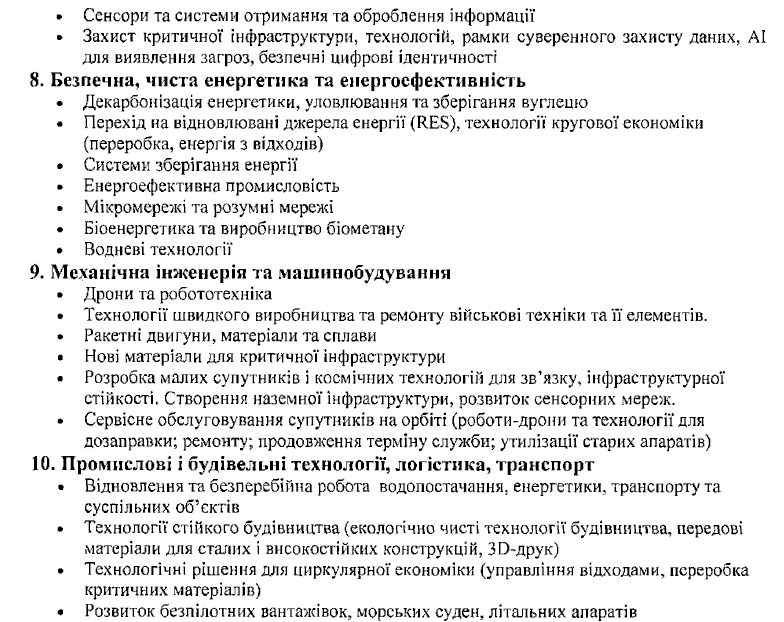 • Сенсори та системи отримання та оброблення інформації
• Захист критичної інфраструктури, технологій, рамки суверенного захисту даних, AI
для виявлення загроз, безпечні цифрові ідентичності
8. Безпечна, чиста енергетика та енергоефективність
• Декарбонізація енергетики, уловлювання та зберігання вуглецю
• Перехід на відновлювані джерела енергії (RES), технології кругової економіки
(переробка, енергія з відходів)
• Системи зберігання енергії
• Енергоефективна промисловість
• Мікромережі та розумні мережі
• Біоенергетика та виробництво біометану
• Водневі технології
9. Механічна інженерія та машинобудування
• Дрони та робототехніка
• Технології швидкого виробництва та ремонту військові техніки та її елементів.
• Ракетні двигуни, матеріали та сплави
• Нові матеріали для критичної інфраструктури
• Розробка малих супутників і космічних технологій для зв’язку, інфраструктурної
стійкості. Створення наземної інфраструктури, розвиток сенсорних мереж.
• Сервісне обслуговування супутників на орбіті (роботи-дрони та технології для
дозаправки; ремонту; продовження терміну служби; утилізації старих апаратів)
10. Промислові і будівельні технології, логістика, транспорт
• Відновлення та безперебійна робота водопостачання, енергетики, транспорту та
суспільних об’єктів
• Технології стійкого будівництва (екологічно чисті технології будівництва, передові
матеріали для сталих і високостійких конструкцій, 3D-друк)
• Технологічні рішення для циркулярної економіки (управління відходами, переробка
критичних матеріалів)
• Розвиток безпілотних вантажівок, морських суден, літальних апаратів